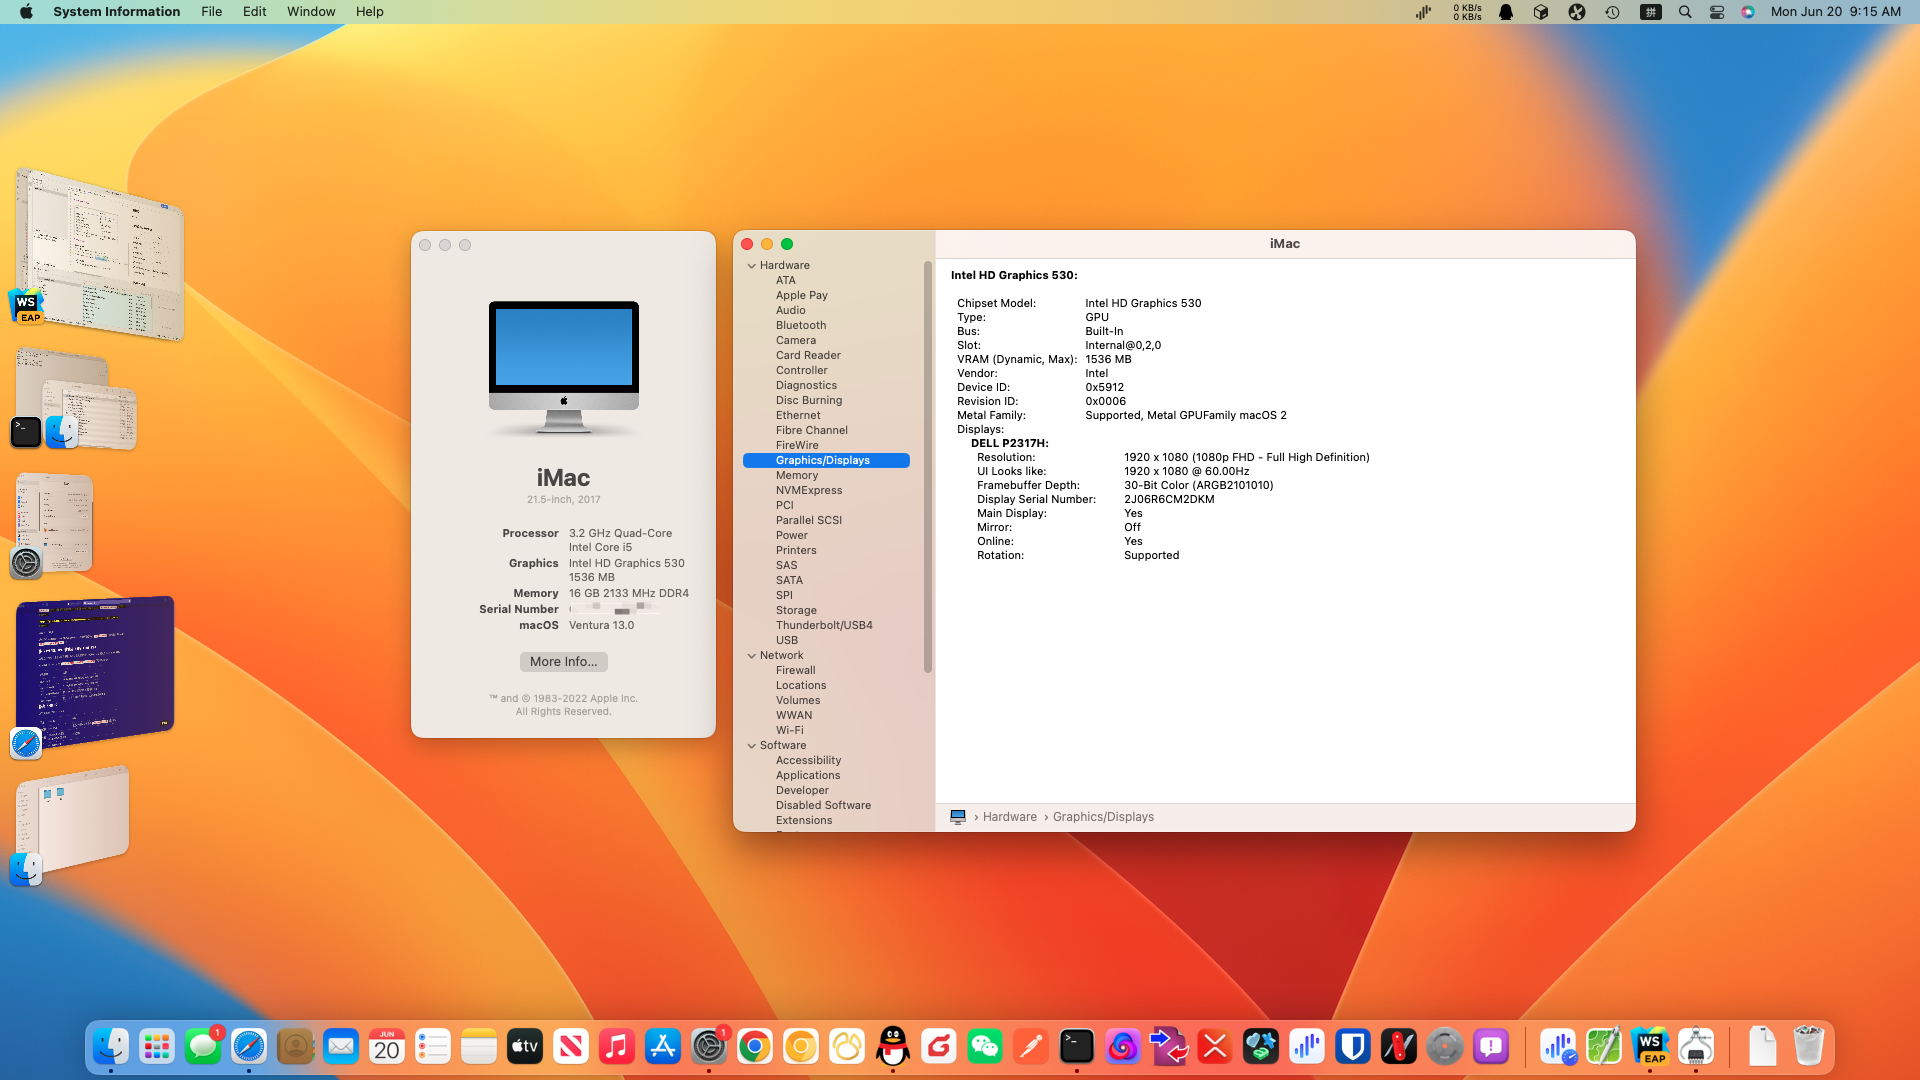 System Information File Edit Window Help
0 KB/s
0 KB/s
拼
Mon Jun 20 9:15 AM
WS
EAP
iMac
21.5-inch, 2017
Processor 3.2 GHz Quad-Core
Intel Core i5
Graphics Intel HD Graphics 530
1536 MB
Memory 16 GB 2133 MHz DDR4
Serial Number
macOS Ventura 13.0
More Info...
™ and © 1983-2022 Apple Inc.
All Rights Reserved.
Hardware
ATA
Apple Pay
Audio
Bluetooth
Camera
Card Reader
Controller
Diagnostics
Disc Burning
Ethernet
Fibre Channel
FireWire
Graphics/Displays
Memory
NVMExpress
PCI
Parallel SCSI
Power
Printers
SAS
SATA
SPI
Storage
Thunderbolt/USB4
USB
Network
Firewall
Locations
Volumes
WWAN
Wi-Fi
Software
Accessibility
Applications
Developer
Disabled Software
Extensions
iMac
Intel HD Graphics 530:
Chipset Model: Intel HD Graphics 530
Type: GPU
Bus: Built-In
Slot: Internal@0,2,0
VRAM (Dynamic, Max): 1536 MB
Vendor: Intel
Device ID: 0x5912
Revision ID: 0x0006
Metal Family: Supported, Metal GPUFamily macOS 2
Displays:
DELL P2317H:
Resolution: 1920 x 1080 (1080p FHD - Full High Definition)
UI Looks like: 1920 x 1080 @ 60.00Hz
Framebuffer Depth: 30-Bit Color (ARGB2101010)
Display Serial Number: 2J06R6CM2DKM
Main Display: Yes
Mirror: Off
Online: Yes
Rotation: Supported
› Hardware › Graphics/Displays
1
JUN
20
tv
1
WS
EAP